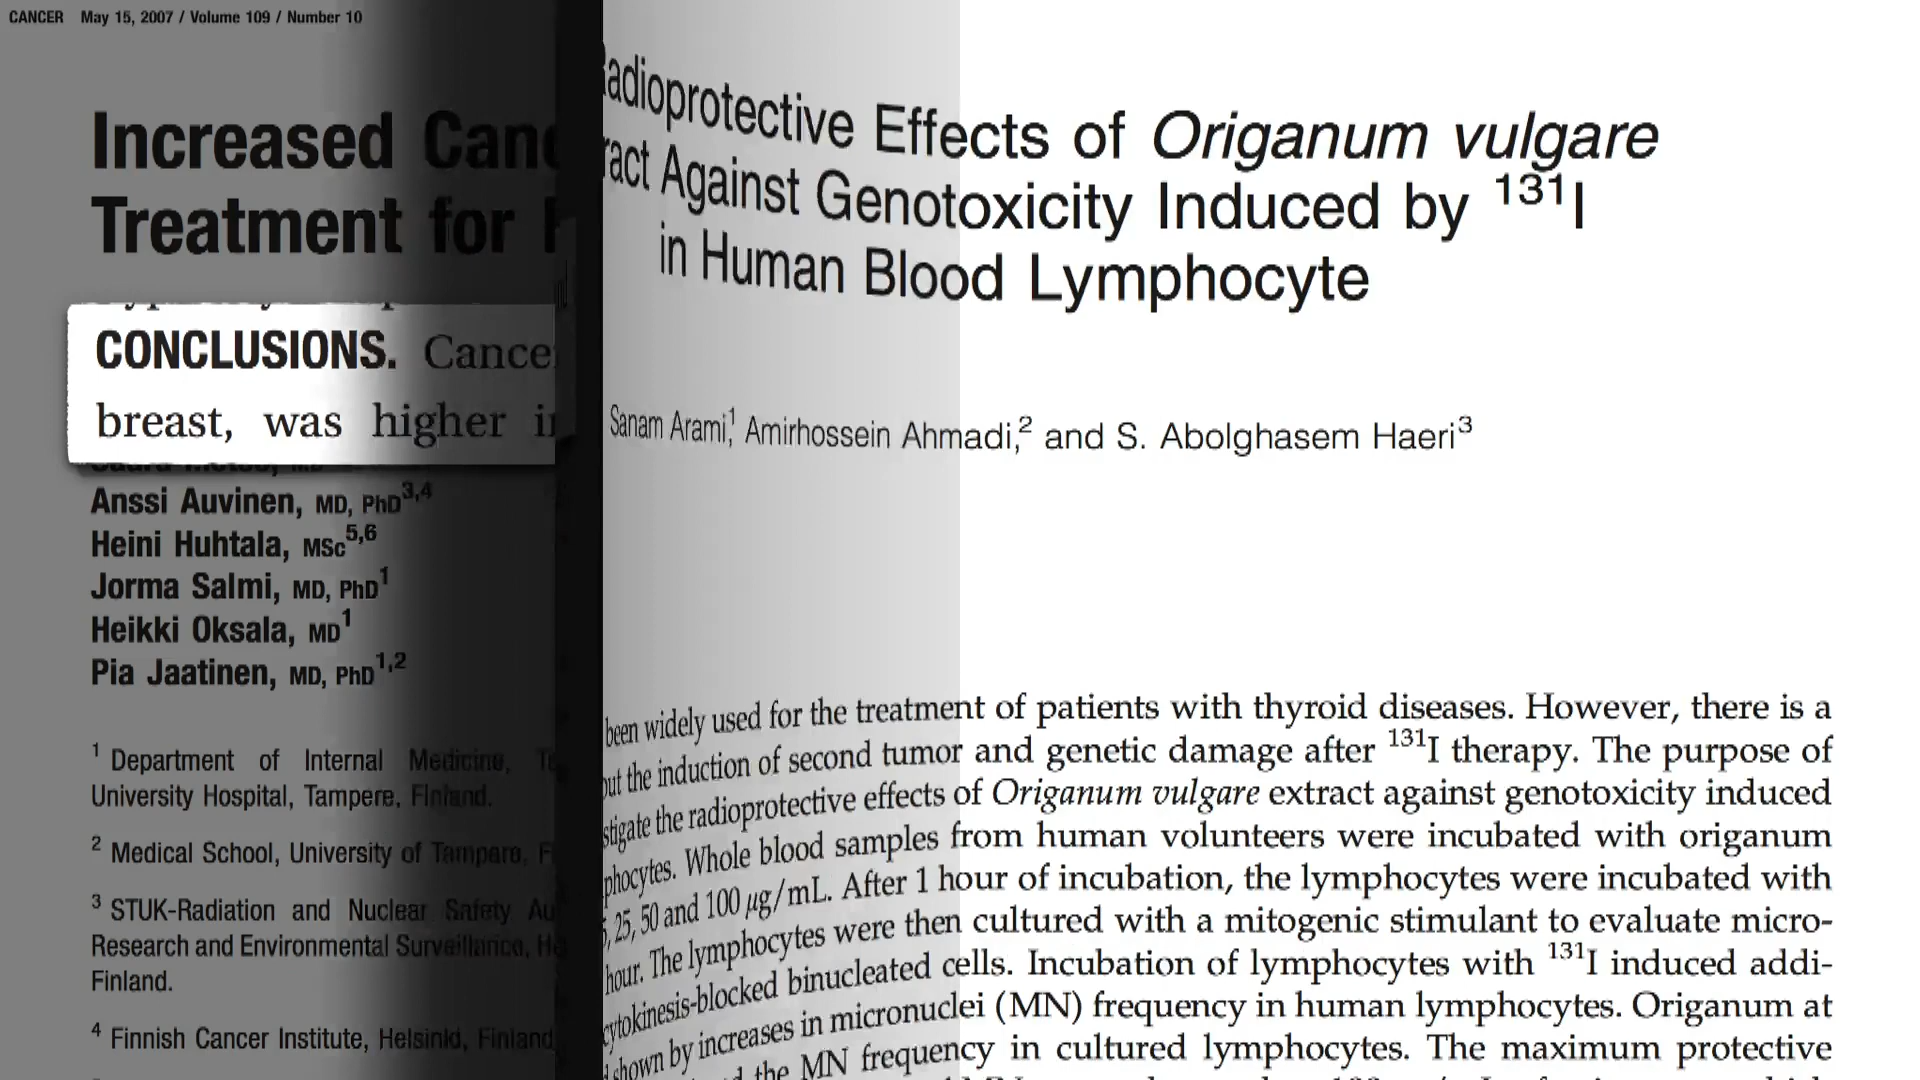 CANCER May 15, 2007 / Volume 109 / Number 10
Increased
Treatment for
CONCLUSIONS.
breast, was higher
Anssi Auvinen, MD, PhD3,4
Heini Huhtala, MSc5,6
Jorma Salmi, MD, PhD1
Heikki Oksala, MD1
Pia Jaatinen, MD, PhD1,2
1 Department of Internal Medicine,
University Hospital, Tampere, Finland.
2 Medical School, University of Tampere,
3 STUK-Radiation and Nuclear Safety
Research and Environmental Surveillance,
Finland.
4 Finnish Cancer Institute, Helsinki, Finland
adioprotective Effects of Origanum vulgare
ract Against Genotoxicity Induced by 131I
in Human Blood Lymphocyte
Sanam Arami,1 Amirhossein Ahmadi,2 and S. Abolghasem Haeri3
been widely used for the treatment of patients with thyroid diseases. However, there is a
the induction of second tumor and genetic damage after 131I therapy. The purpose of
stigate the radioprotective effects of Origanum vulgare extract against genotoxicity induced
phocytes. Whole blood samples from human volunteers were incubated with origanum
25, 50 and 100 µg/mL. After 1 hour of incubation, the lymphocytes were incubated with
hour. The lymphocytes were then cultured with a mitogenic stimulant to evaluate micro-
cytokinesis-blocked binucleated cells. Incubation of lymphocytes with 131I induced addi-
shown by increases in micronuclei (MN) frequency in human lymphocytes. Origanum at
the MN frequency in cultured lymphocytes. The maximum protective